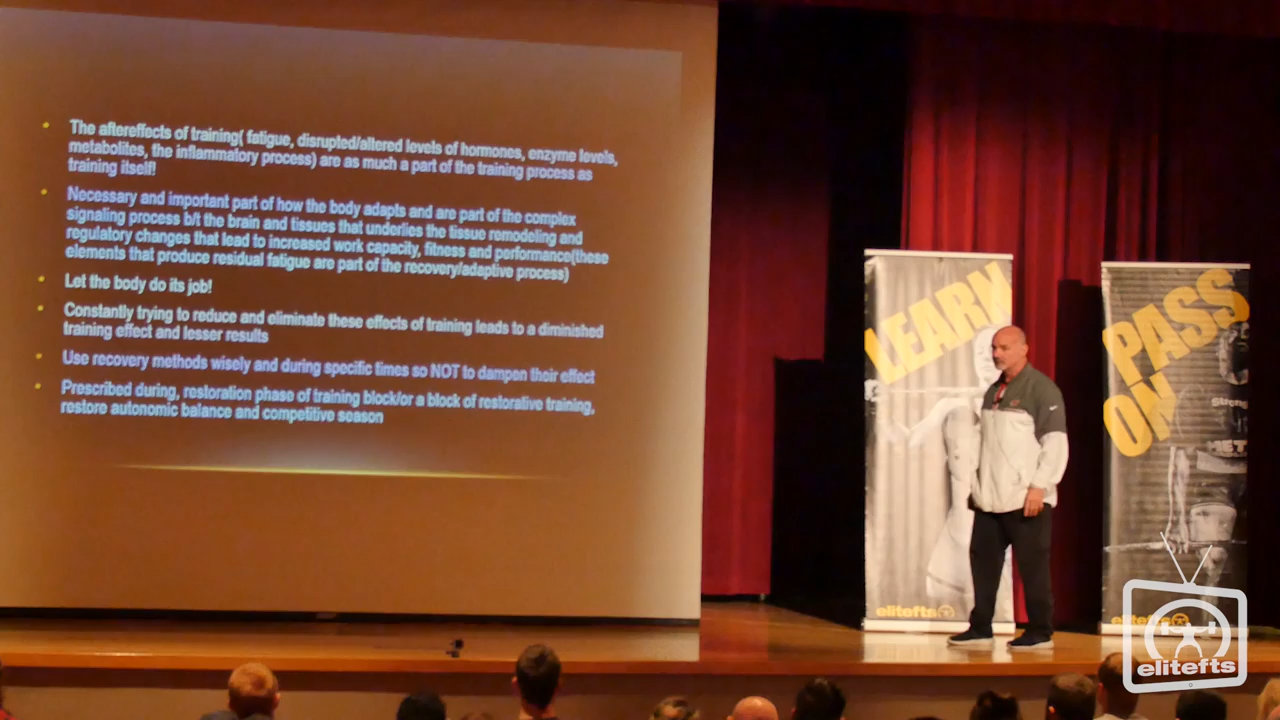 The aftereffects of training( fatigue, disrupted/altered levels of hormones, enzyme levels,
metabolites, the inflammatory process) are as much a part of the training process as
training itself!
Necessary and important part of how the body adapts and are part of the complex
signaling process b/t the brain and tissues that underlies the tissue remodeling and
regulatory changes that lead to increased work capacity, fitness and performance(these
elements that produce residual fatigue are part of the recovery/adaptive process)
Let the body do its job!
Constantly trying to reduce and eliminate these effects of training leads to a diminished
training effect and lesser results
Use recovery methods wisely and during specific times so NOT to dampen their effect
Prescribed during, restoration phase of training block/or a block of restorative training,
restore autonomic balance and competitive season
LEARN
elitefts
PASS
ON
elitefts
elitefts